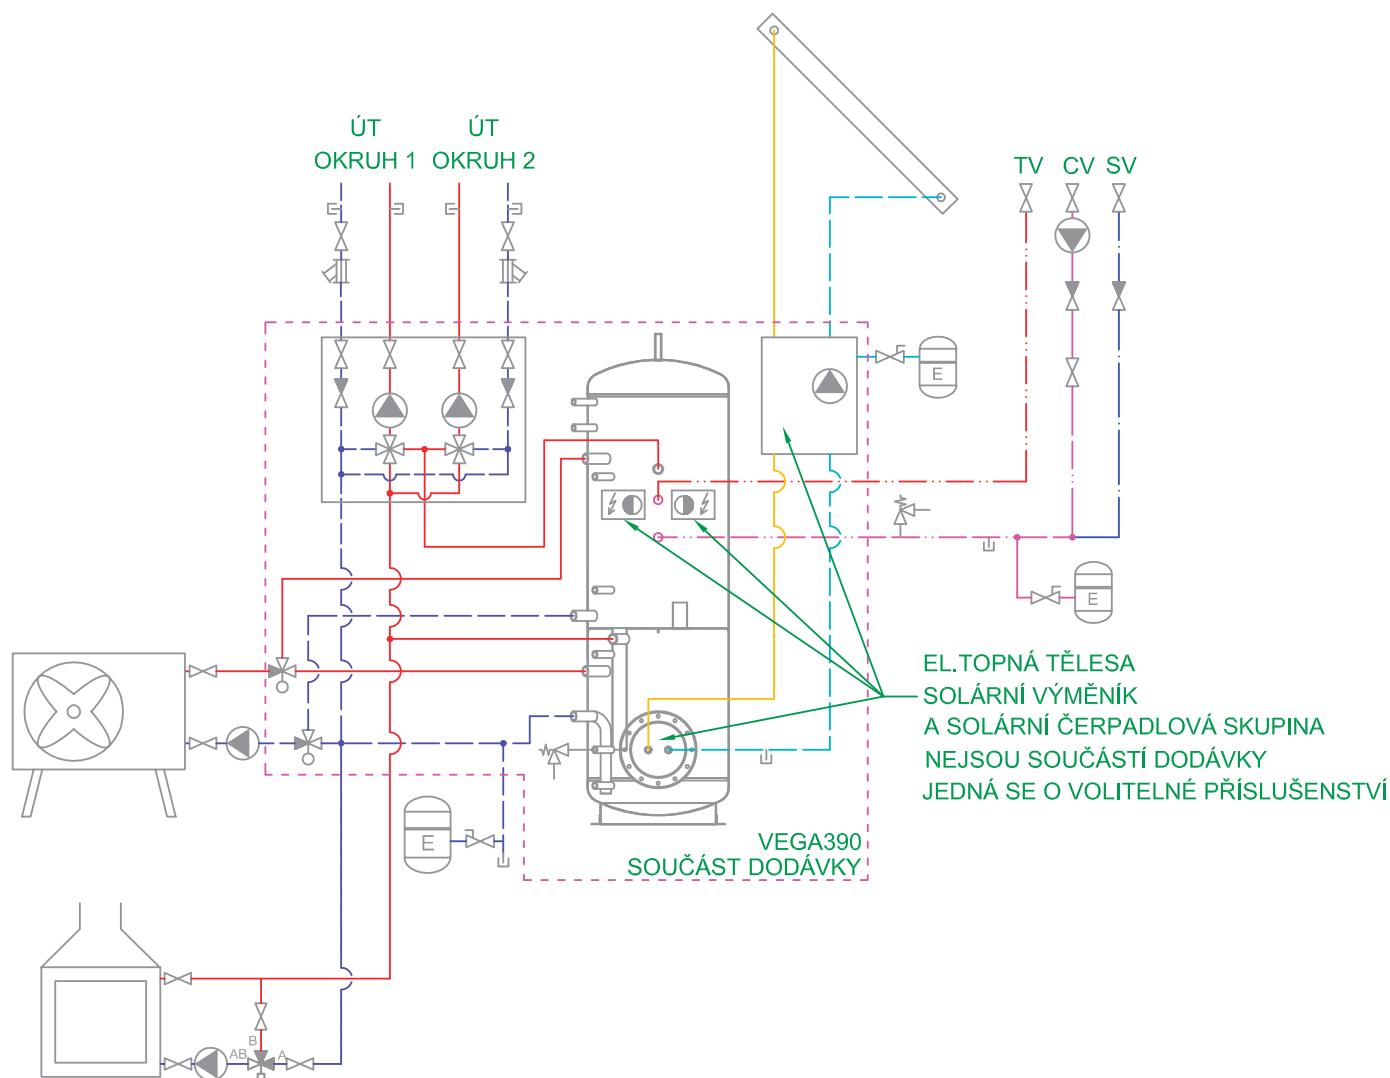 ÚT
OKRUH 1
ÚT
OKRUH 2
TV
CV
SV
E
E
EL.TOPNÁ TĚLESA
SOLÁRNÍ VÝMĚNÍK
A SOLÁRNÍ ČERPADLOVÁ SKUPINA
NEJSOU SOUČÁSTÍ DODÁVKY
JEDNÁ SE O VOLITELNÉ PŘÍSLUŠENSTVÍ
E
VEGA390
SOUČÁST DODÁVKY
B
AB
A